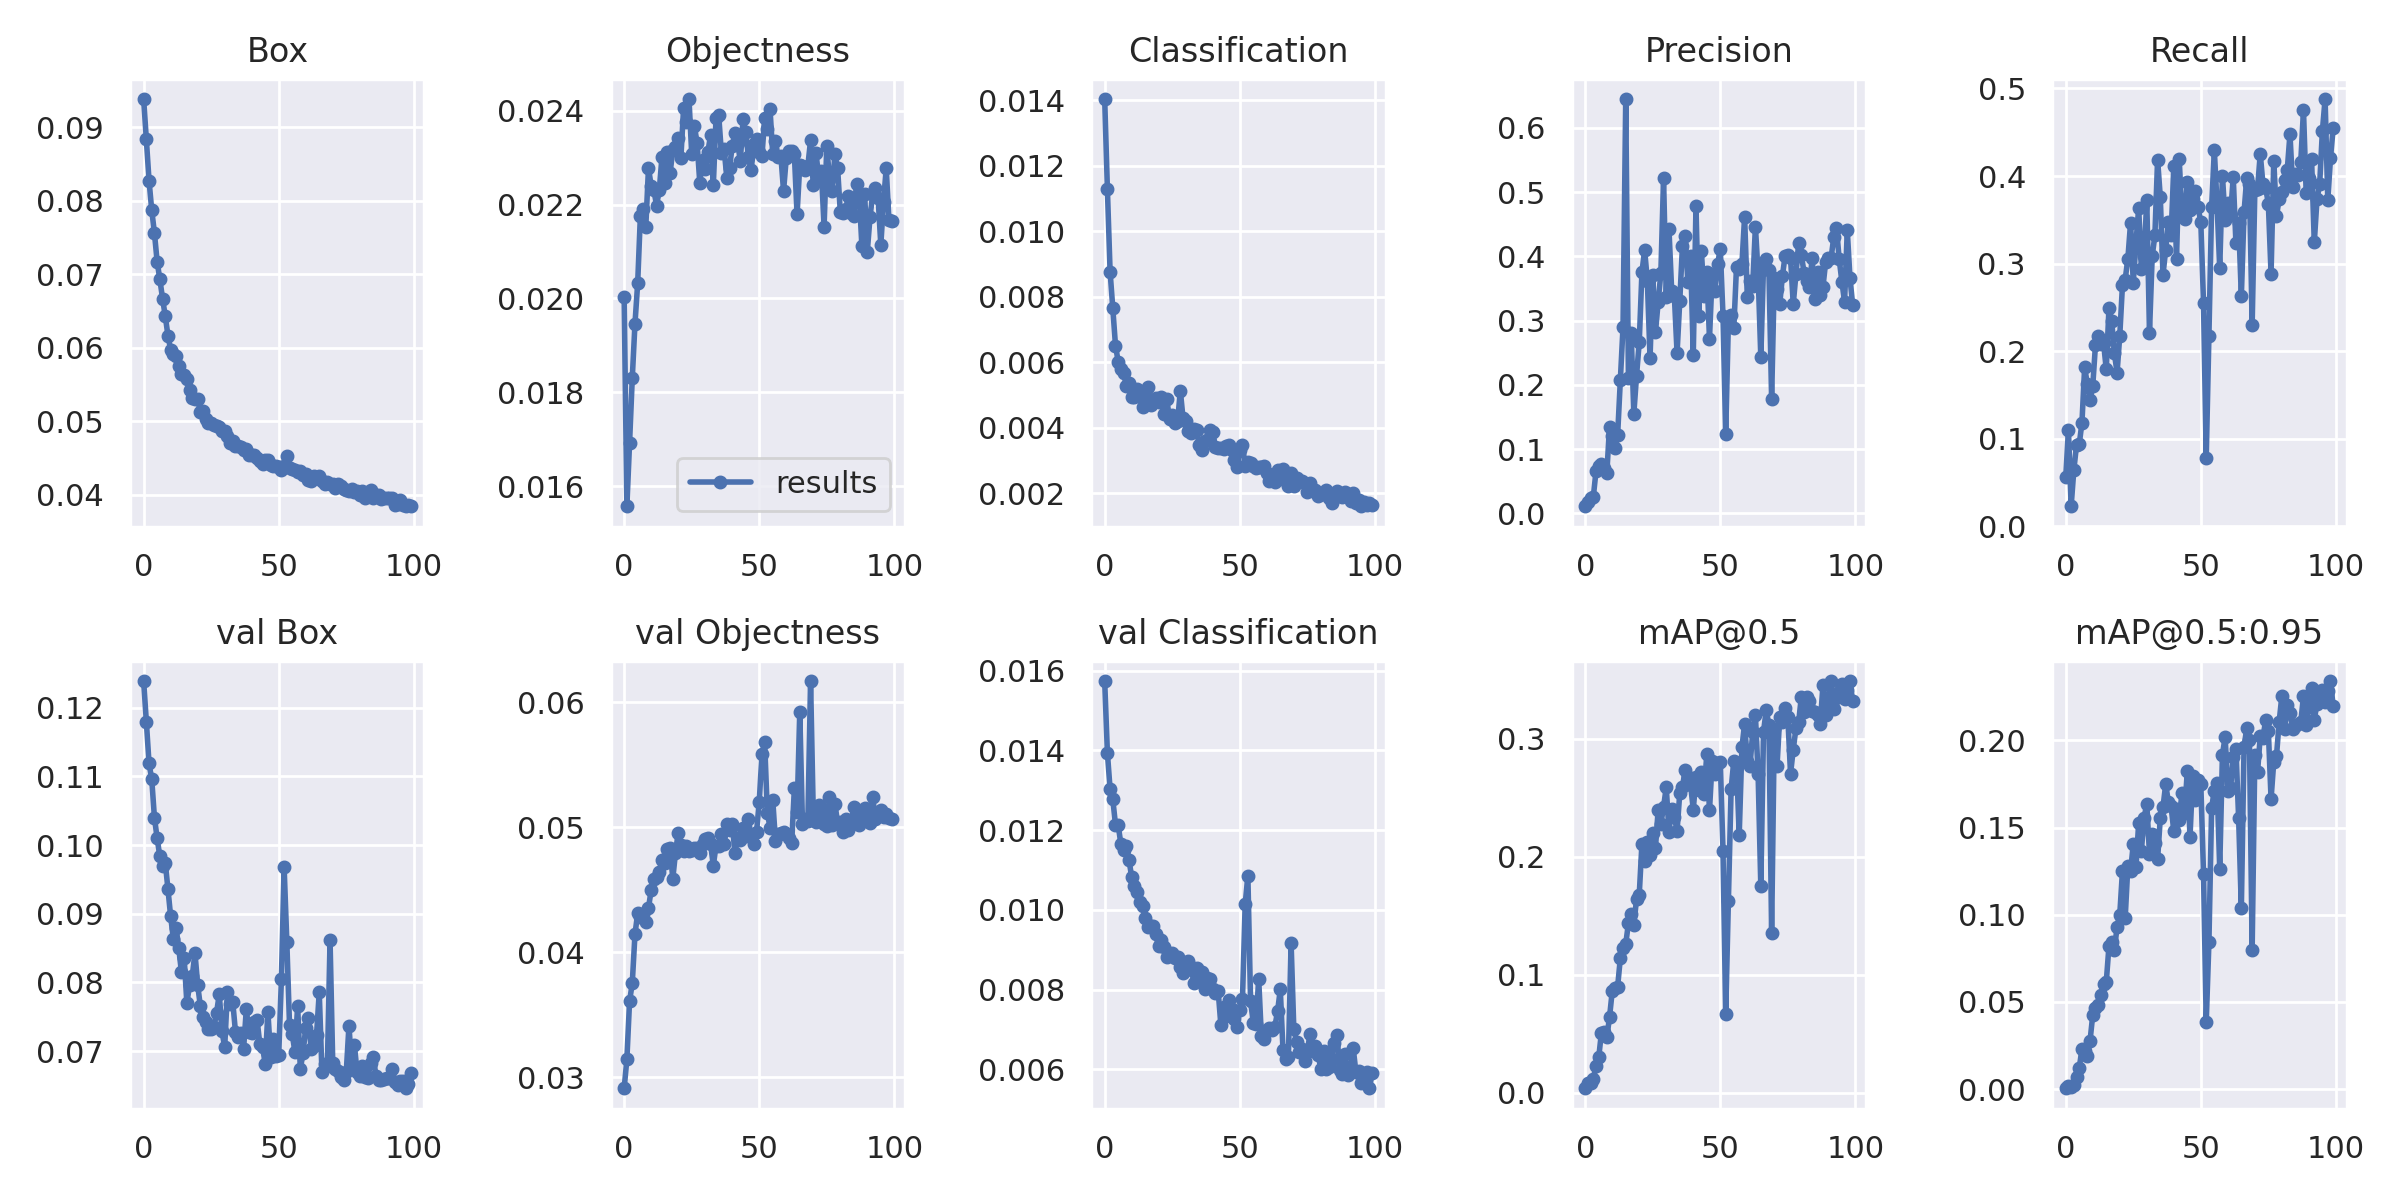 Box
0.09
0.08
0.07
0.06
0.05
0.04
0 50 100
Objectness
0.024
0.022
0.020
0.018
0.016
results
0 50 100
Classification
0.014
0.012
0.010
0.008
0.006
0.004
0.002
0 50 100
Precision
0.6
0.5
0.4
0.3
0.2
0.1
0.0
0 50 100
Recall
0.5
0.4
0.3
0.2
0.1
0.0
0 50 100
val Box
0.12
0.11
0.10
0.09
0.08
0.07
0 50 100
val Objectness
0.06
0.05
0.04
0.03
0 50 100
val Classification
0.016
0.014
0.012
0.010
0.008
0.006
0 50 100
mAP@0.5
0.3
0.2
0.1
0.0
0 50 100
mAP@0.5:0.95
0.20
0.15
0.10
0.05
0.00
0 50 100